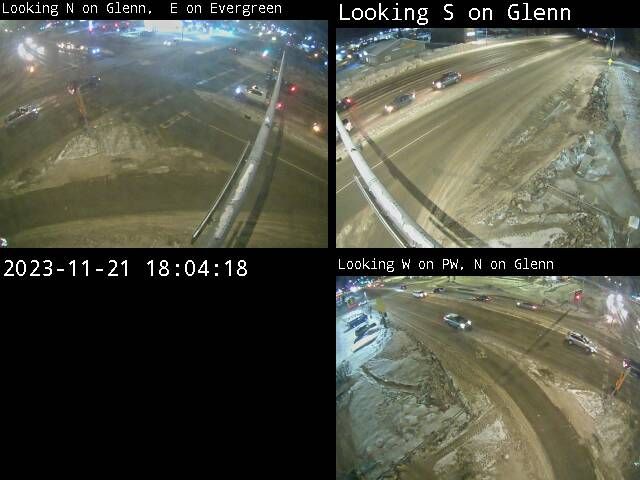 Looking N on Glenn,  E on Evergreen
Looking S on Glenn
2023-11-21 18:04:18
Looking W on PW, N on Glenn